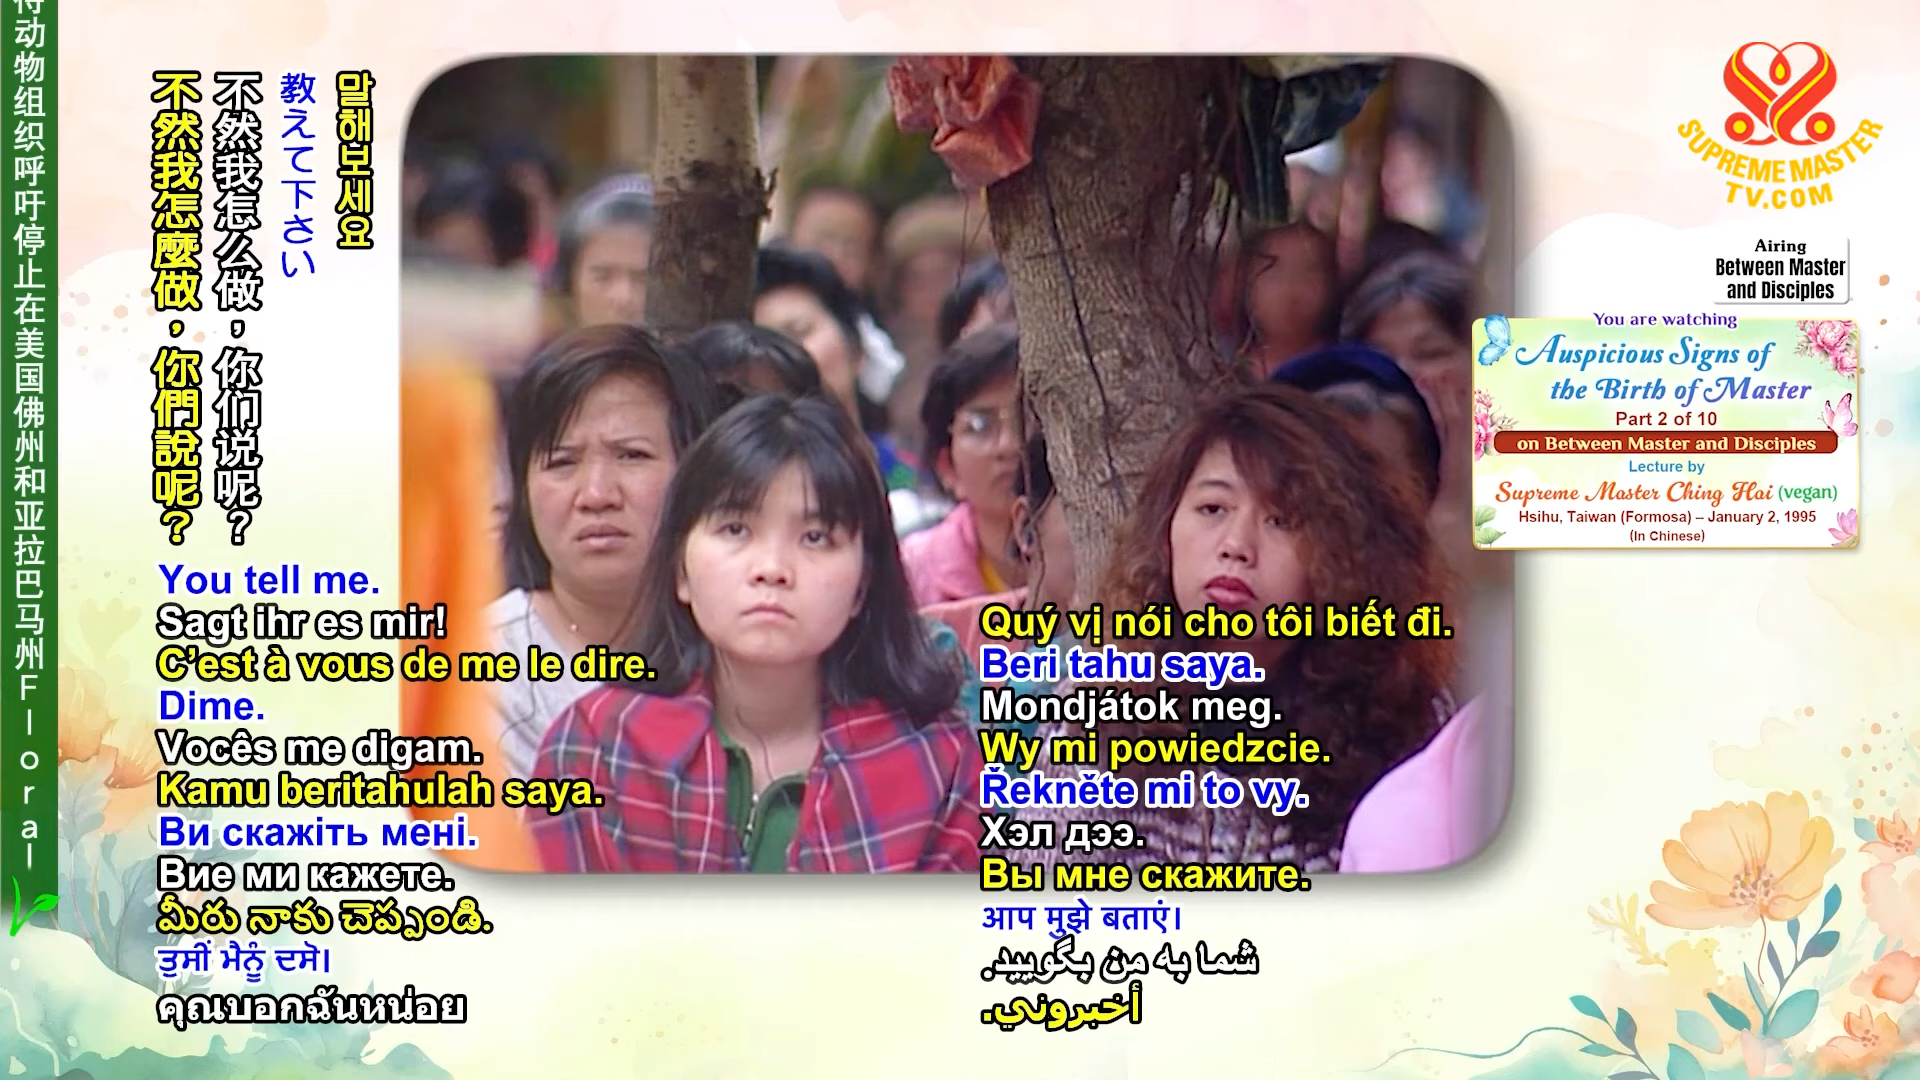 待动物组织呼吁停止在美国佛州和亚拉巴马州Floral
不然我怎麼做，你們說呢？
不然我怎么做，你们说呢？
教えて下さい
말해보세요
You tell me.
Sagt ihr es mir!
C’est à vous de me le dire.
Dime.
Vocês me digam.
Kamu beritahulah saya.
Ви скажіть мені.
Вие ми кажете.
మీరు నాకు చెప్పండి.
ਤੁਸੀਂ ਮੈਨੂੰ ਦਸੋ।
คุณบอกฉันหน่อย
Quý vị nói cho tôi biết đi.
Beri tahu saya.
Mondjátok meg.
Wy mi powiedzcie.
Řekněte mi to vy.
Хэл дээ.
Вы мне скажите.
आप मुझे बताएं।
شما به من بگویید.
أخبروني.
SUPREME MASTER
TV.COM
Airing
Between Master
and Disciples
You are watching
Auspicious Signs of
the Birth of Master
Part 2 of 10
on Between Master and Disciples
Lecture by
Supreme Master Ching Hai (vegan)
Hsihu, Taiwan (Formosa) – January 2, 1995
(In Chinese)